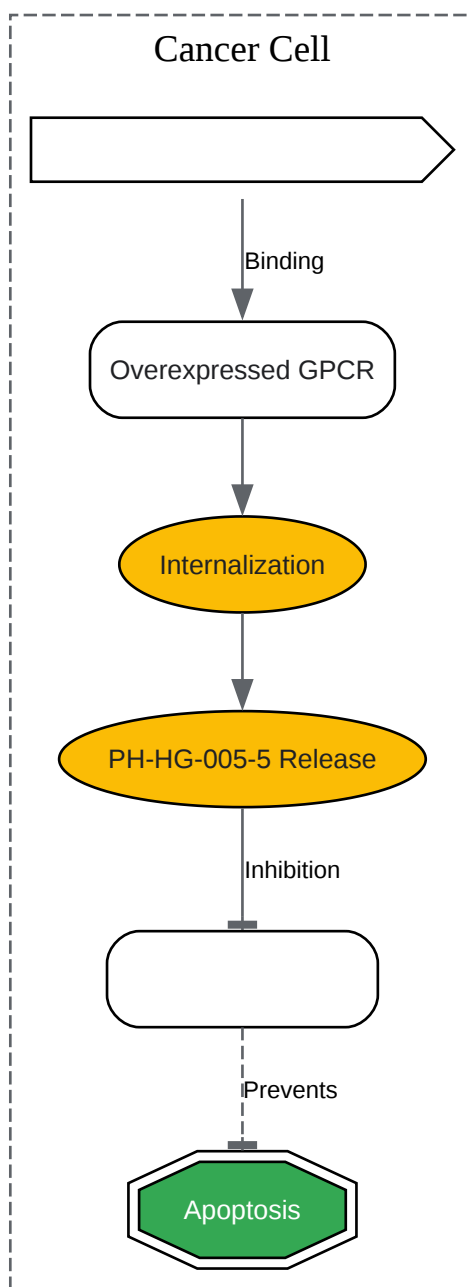 Cancer Cell
Binding
Overexpressed GPCR
Internalization
PH-HG-005-5 Release
Inhibition
Prevents
Apoptosis